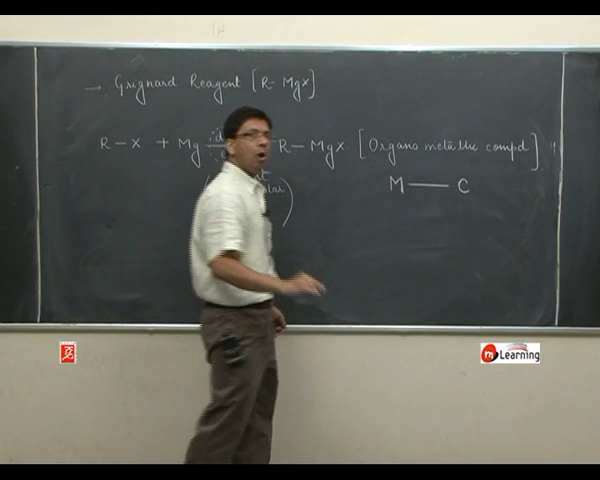 → Grignard Reagent [R-Mgx]
R-X + Mg R-Mgx [Organo metallic compd]
M — C
Learning